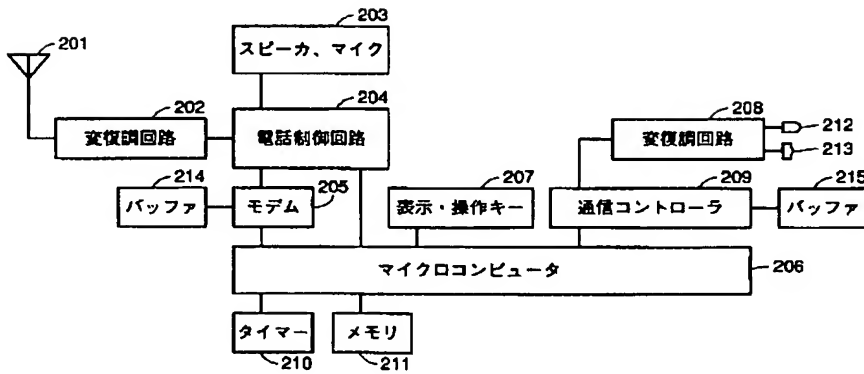 201
203
スピーカ、マイク
202
変復調回路
204
電話制御回路
208
変復調回路
212
213
214
バッファ
205
モデム
207
表示・操作キー
209
通信コントローラ
215
バッファ
マイクロコンピュータ
206
タイマー
210
メモリ
211